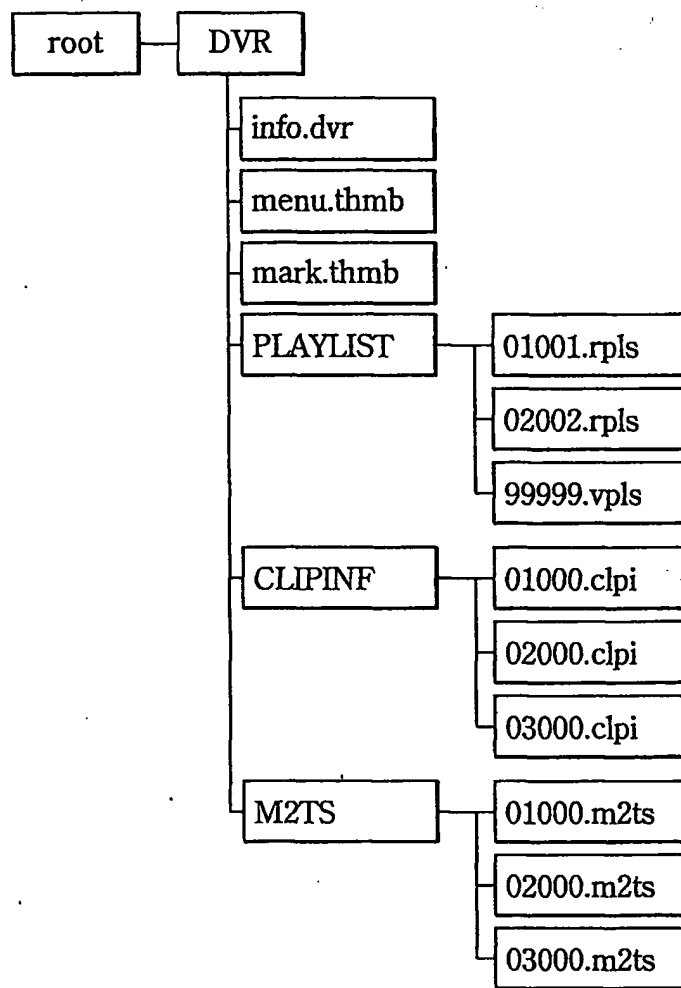 root
DVR
info.dvr
menu.thmb
mark.thmb
PLAYLIST
01001.rpls
02002.rpls
99999.vpls
CLIPINF
01000.clpi
02000.clpi
03000.clpi
M2TS
01000.m2ts
02000.m2ts
03000.m2ts